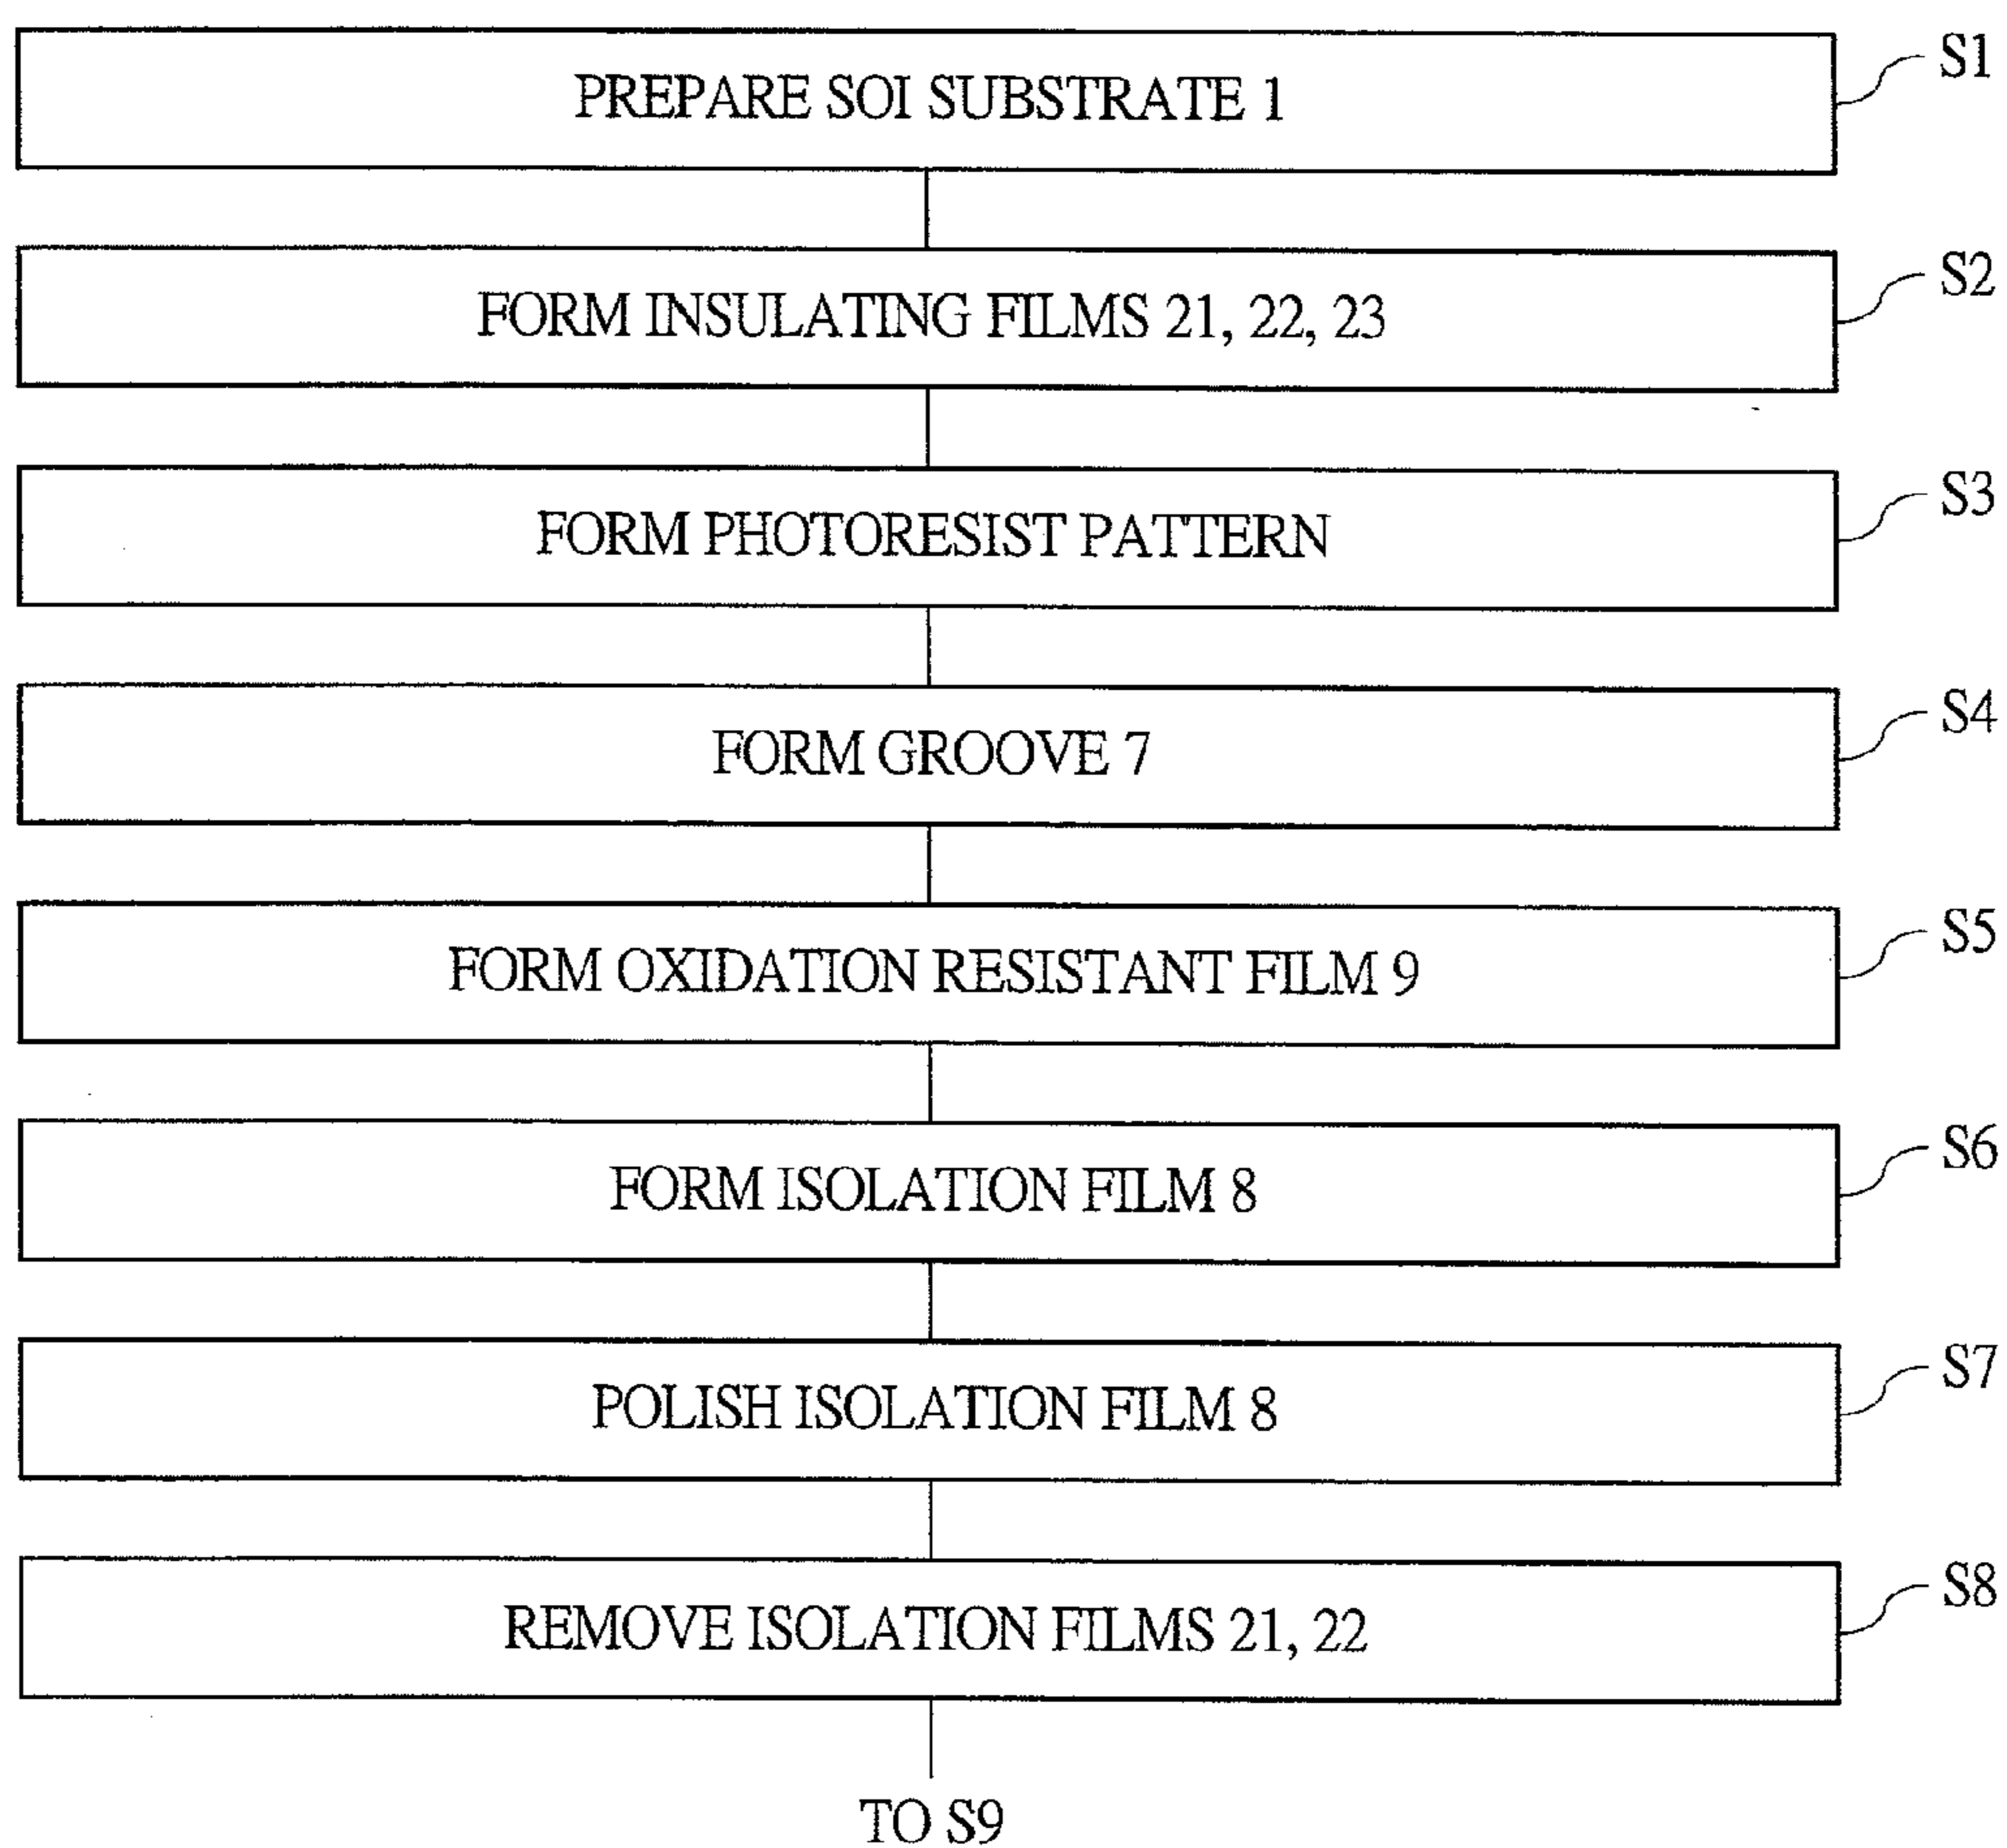 PREPARE SOI SUBSTRATE 1
S1
FORM INSULATING FILMS 21, 22, 23
S2
FORM PHOTORESIST PATTERN
S3
FORM GROOVE 7
S4
FORM OXIDATION RESISTANT FILM 9
S5
FORM ISOLATION FILM 8
S6
POLISH ISOLATION FILM 8
S7
REMOVE ISOLATION FILMS 21, 22
S8
TO S9